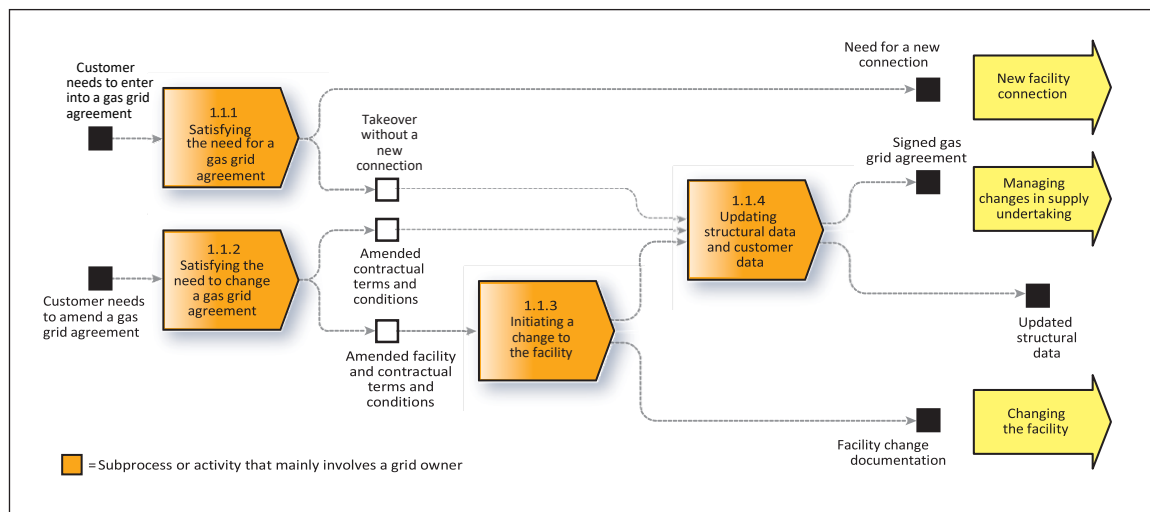 Customer
needs to enter
into a gas grid
agreement
1.1.1
Satisfying
the need for a
gas grid
agreement
Takeover
without a
new
connection
Need for a new
connection
New facility
connection
Signed gas
grid agreement
Managing
changes in supply
undertaking
1.1.4
Updating
structural data
and customer
data
1.1.2
Satisfying the
need to change
a gas grid
agreement
Customer needs
to amend a gas
grid agreement
Amended
contractual
terms and
conditions
1.1.3
Initiating a
change to
the facility
Amended facility
and contractual
terms and
conditions
Updated
structural
data
Changing
the facility
Facility change
documentation
= Subprocess or activity that mainly involves a grid owner